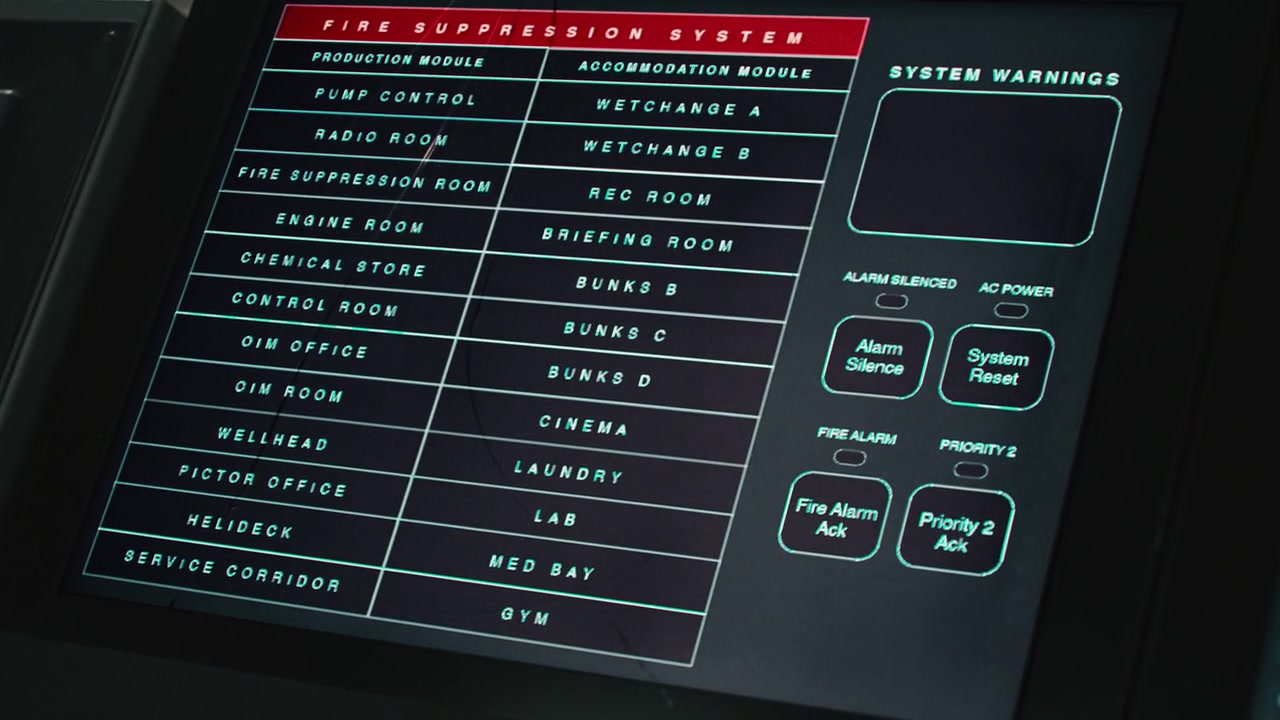 FIRE SUPPRESSION SYSTEM
PRODUCTION MODULE
ACCOMMODATION MODULE
PUMP CONTROL
WETCHANGE A
RADIO ROOM
WETCHANGE B
FIRE SUPPRESSION ROOM
REC ROOM
ENGINE ROOM
BRIEFING ROOM
CHEMICAL STORE
BUNKS B
CONTROL ROOM
BUNKS C
OIM OFFICE
BUNKS D
OIM ROOM
CINEMA
WELLHEAD
LAUNDRY
PICTOR OFFICE
LAB
HELIDECK
MED BAY
SERVICE CORRIDOR
GYM
SYSTEM WARNINGS
ALARM SILENCED
AC POWER
Alarm
Silence
System
Reset
FIRE ALARM
PRIORITY 2
Fire Alarm
Ack
Priority 2
Ack